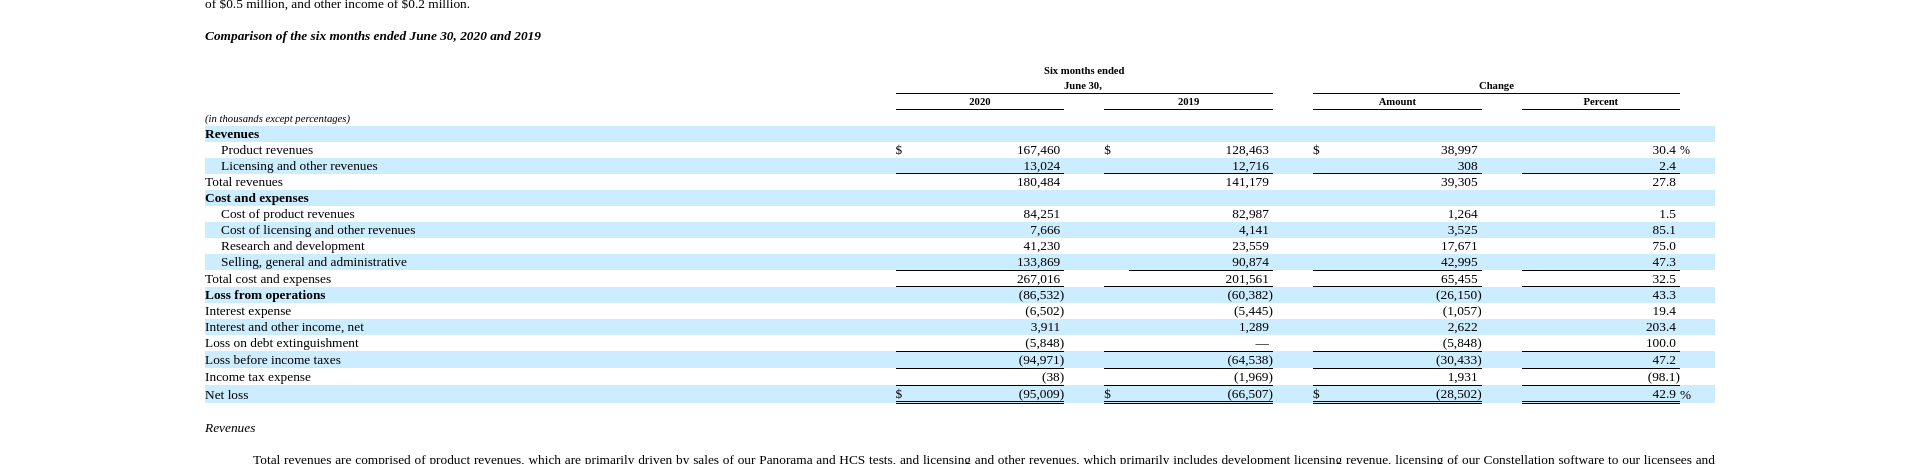 of $0.5 million, and other income of $0.2 million.
Comparison of the six months ended June 30, 2020 and 2019
Six months ended
June 30, Change
2020 2019 Amount Percent
(in thousands except percentages)
Revenues
Product revenues $ 167,460 $ 128,463 $ 38,997 30.4 %
Licensing and other revenues 13,024 12,716 308 2.4
Total revenues 180,484 141,179 39,305 27.8
Cost and expenses
Cost of product revenues 84,251 82,987 1,264 1.5
Cost of licensing and other revenues 7,666 4,141 3,525 85.1
Research and development 41,230 23,559 17,671 75.0
Selling, general and administrative 133,869 90,874 42,995 47.3
Total cost and expenses 267,016 201,561 65,455 32.5
Loss from operations (86,532) (60,382) (26,150) 43.3
Interest expense (6,502) (5,445) (1,057) 19.4
Interest and other income, net 3,911 1,289 2,622 203.4
Loss on debt extinguishment (5,848) — (5,848) 100.0
Loss before income taxes (94,971) (64,538) (30,433) 47.2
Income tax expense (38) (1,969) 1,931 (98.1)
Net loss $ (95,009) $ (66,507) $ (28,502) 42.9 %
Revenues
Total revenues are comprised of product revenues, which are primarily driven by sales of our Panorama and HCS tests, and licensing and other revenues, which primarily includes development licensing revenue, licensing of our Constellation software to our licensees and